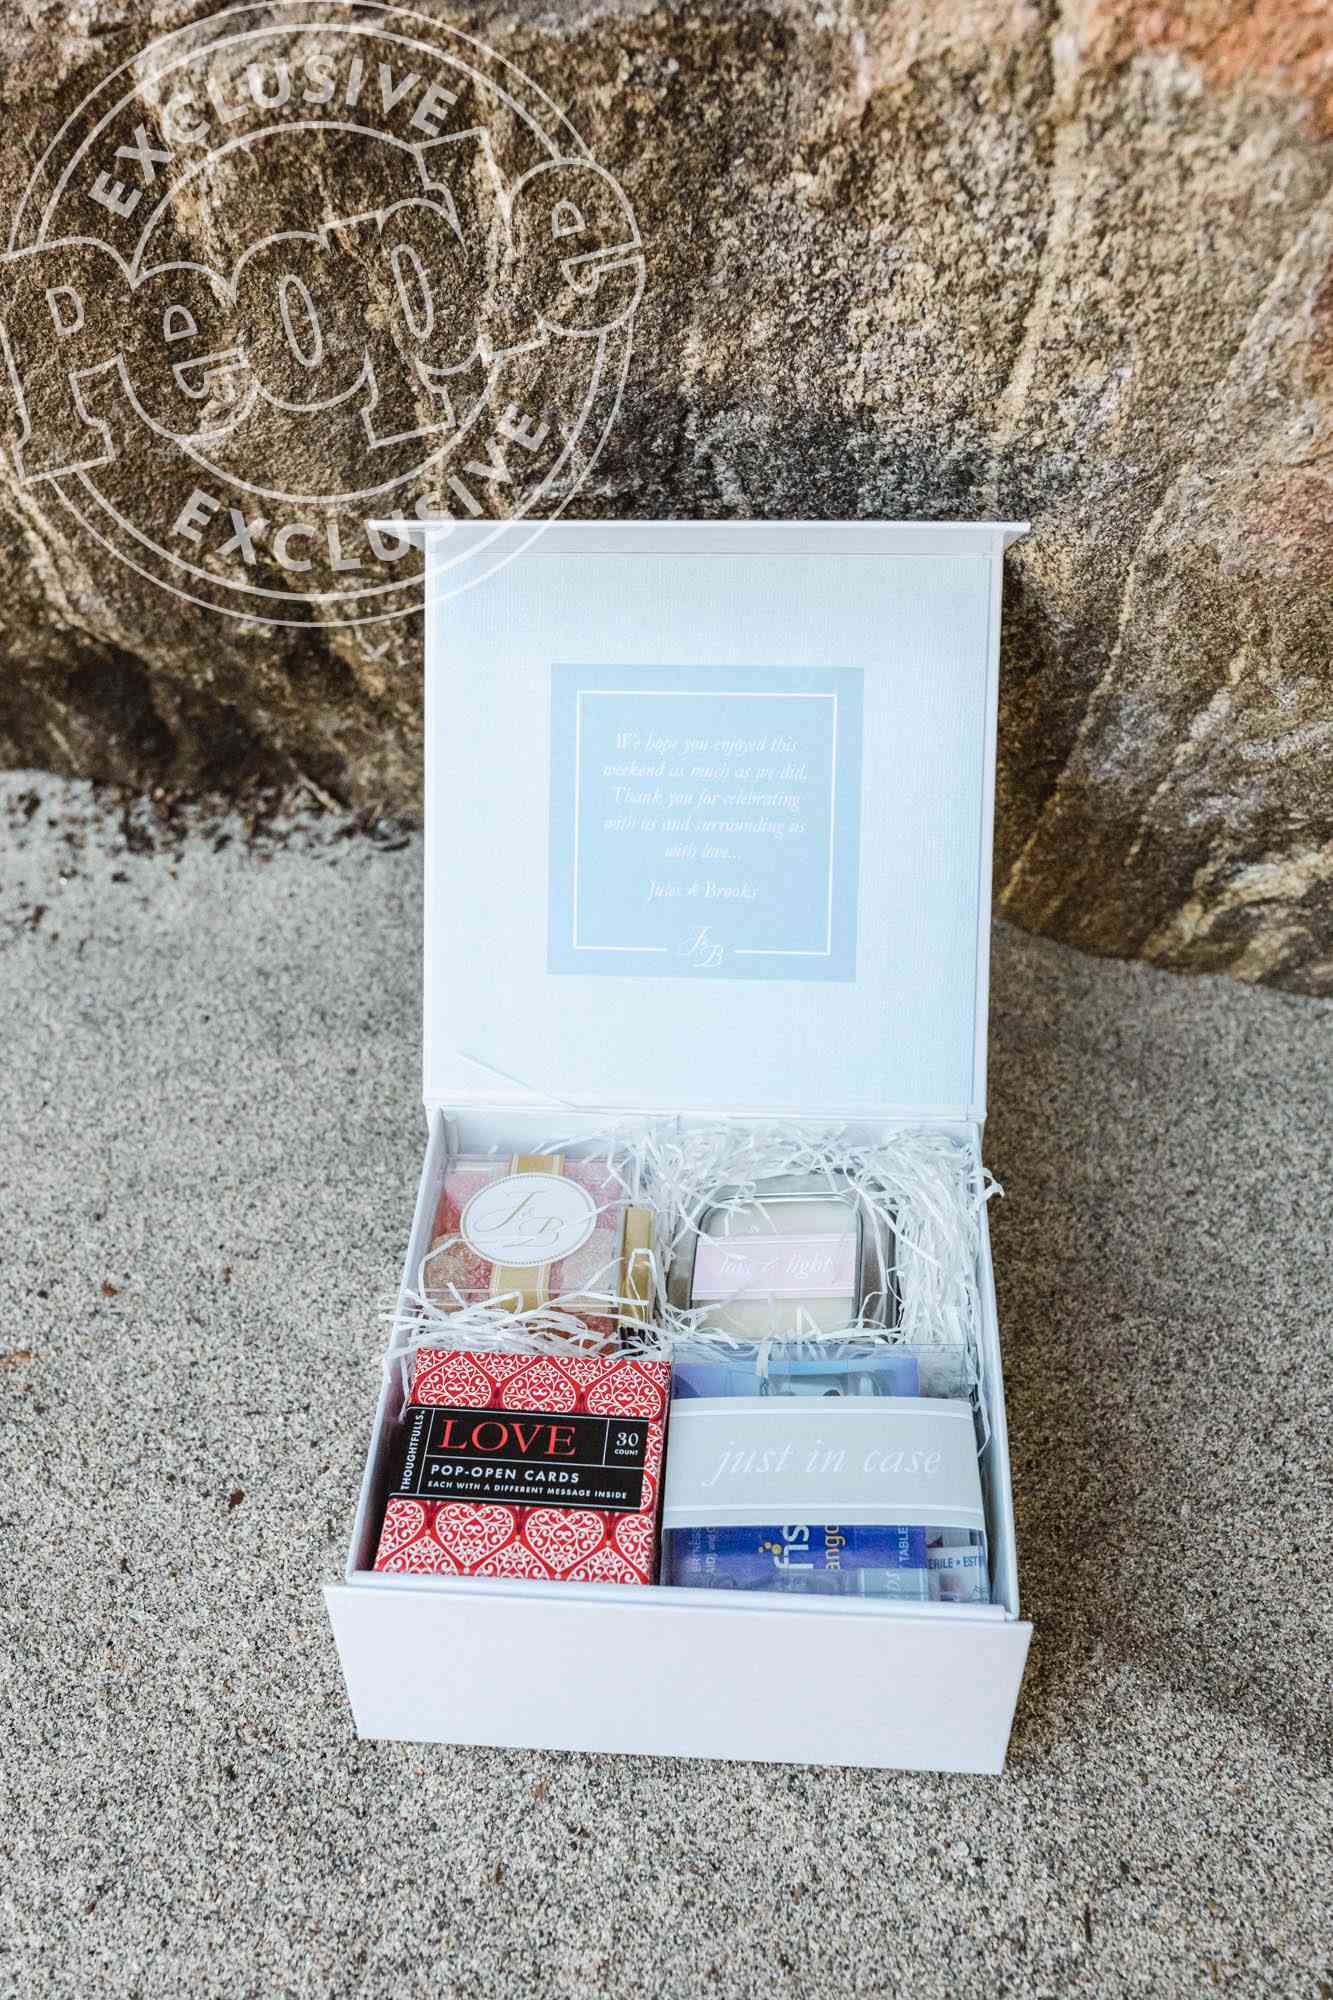 EXCLUSIVE
People
EXCLUSIVE
We hope you enjoyed this
weekend as much as we did.
Thank you for celebrating
with us and surrounding us
with love...
Jules & Brooks
J&B
J&B
love & light
THOUGHTFULLS
LOVE
30
COUNT
POP-OPEN CARDS
EACH WITH A DIFFERENT MESSAGE INSIDE
just in case